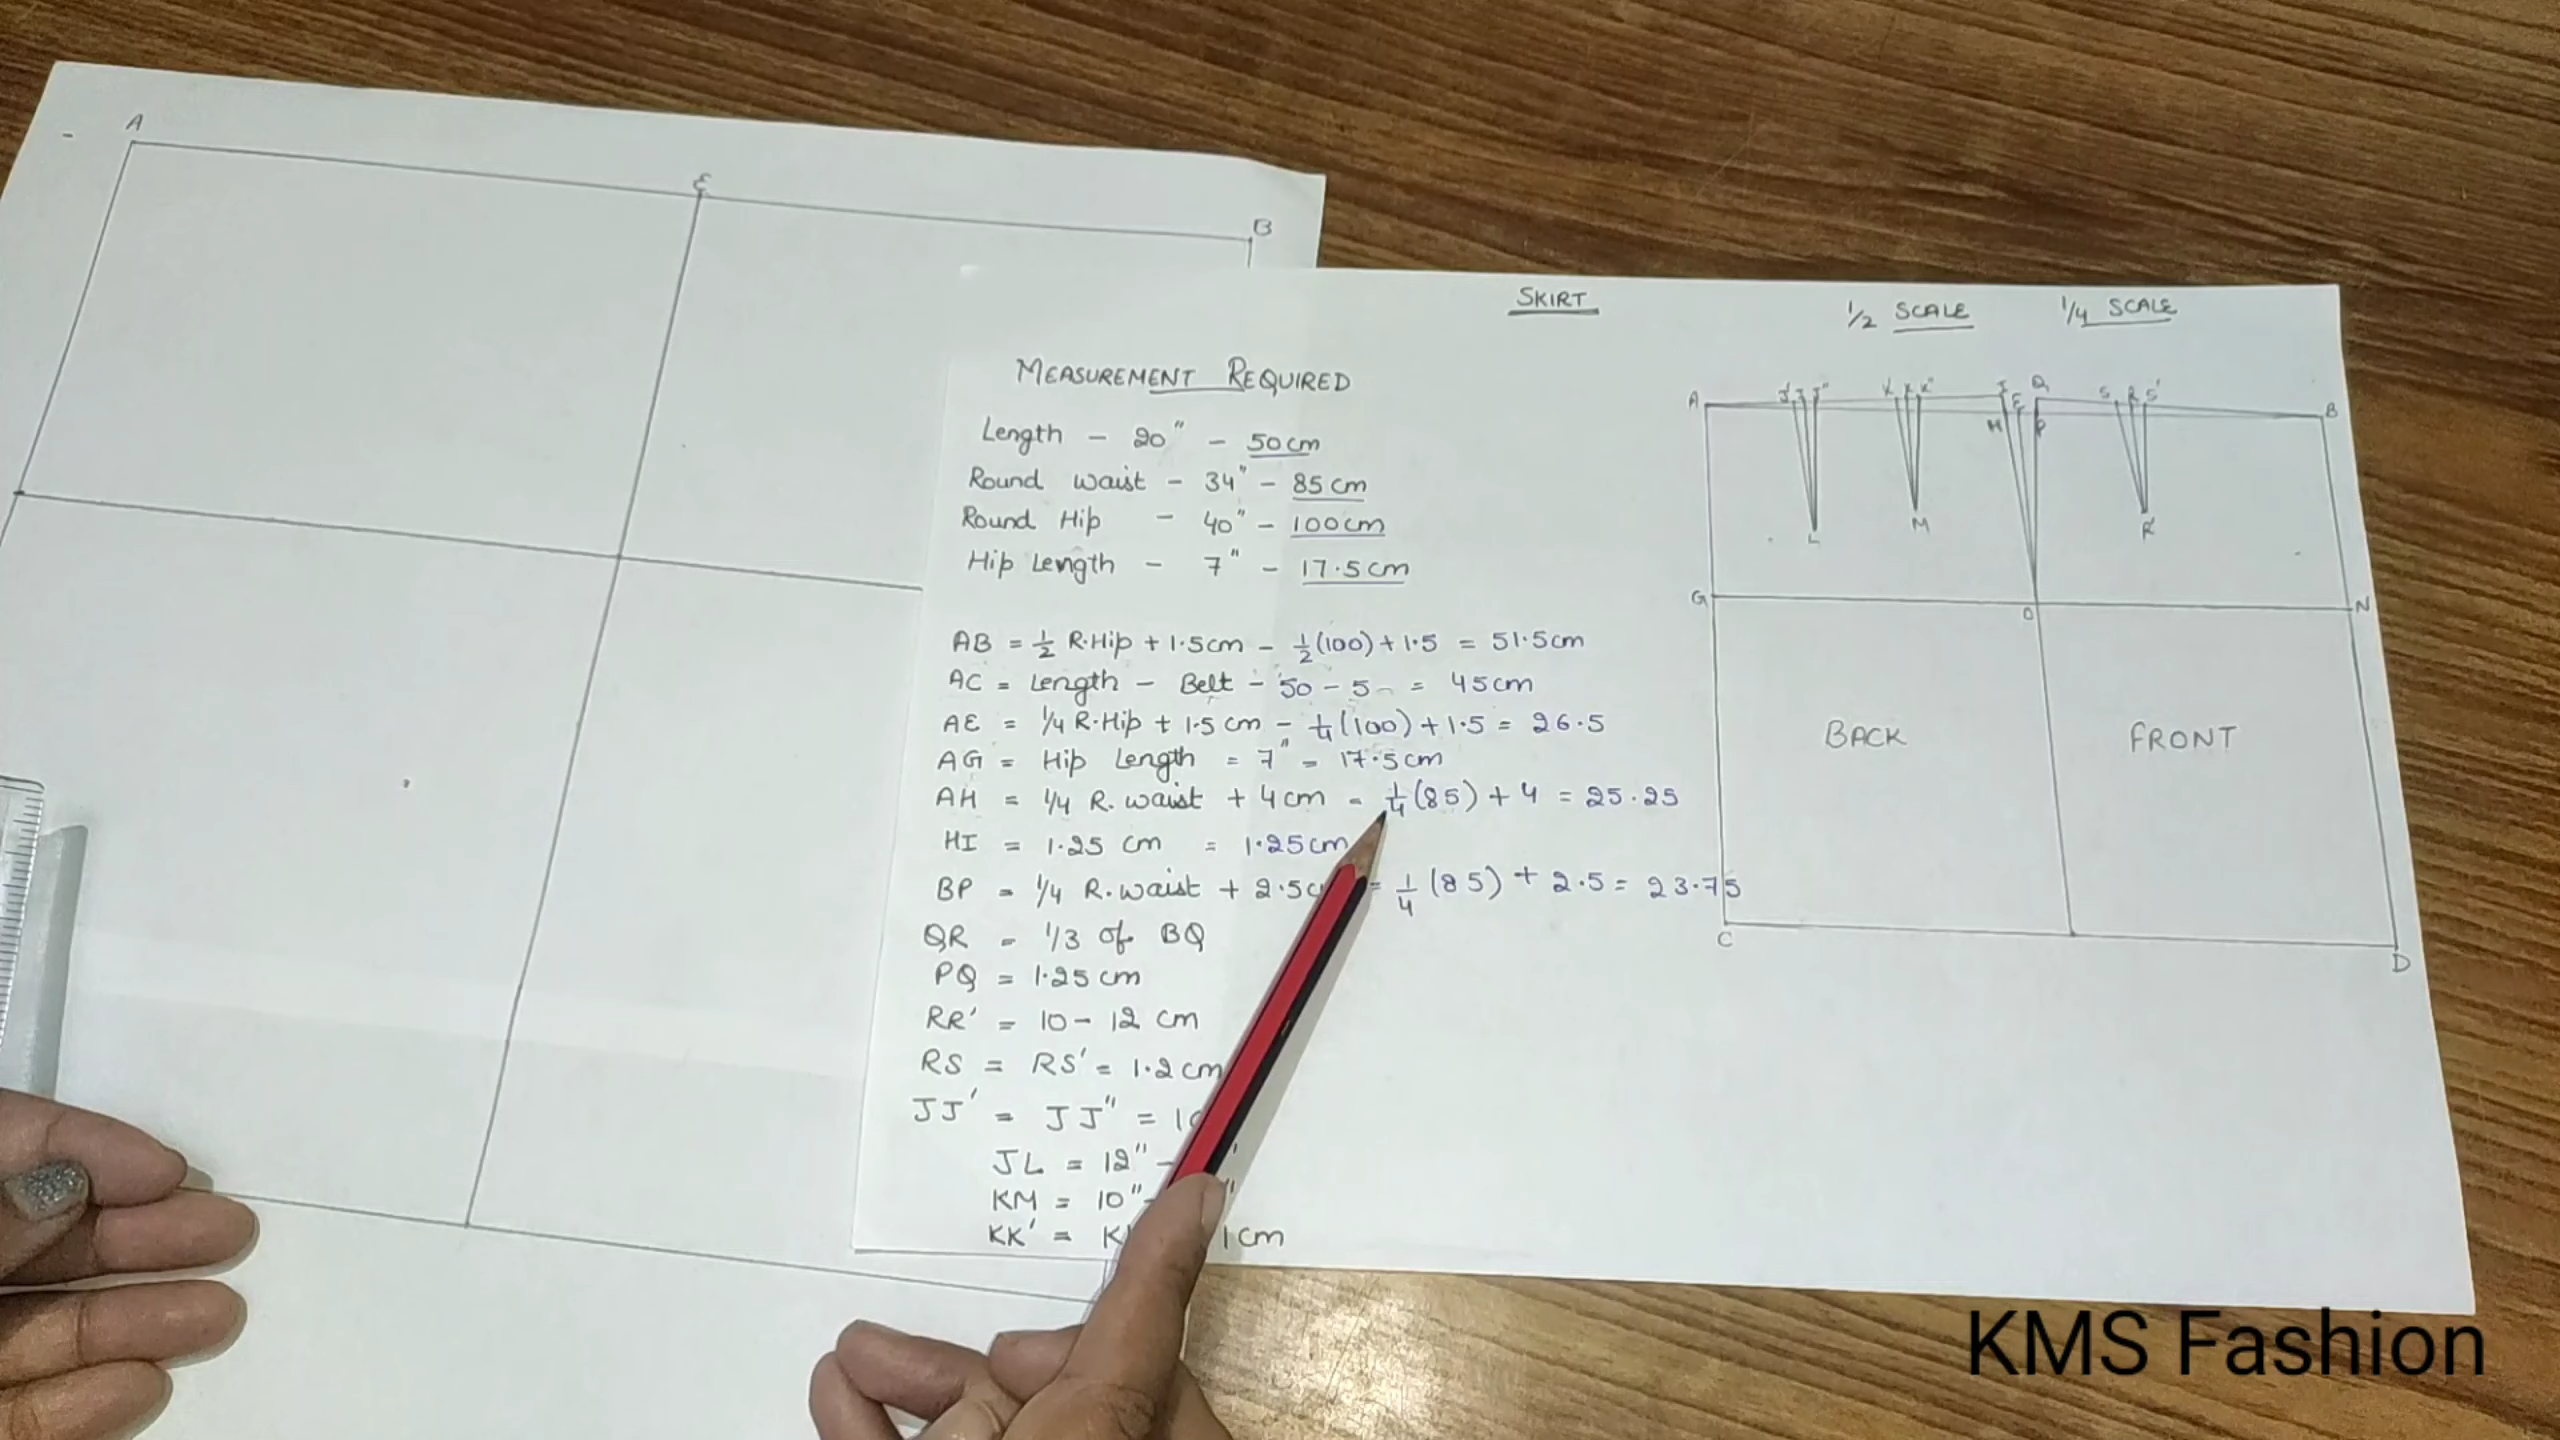 A
E
B
SKIRT
1/2 SCALE
1/4 SCALE
MEASUREMENT REQUIRED
Length - 20" - 50cm
Round waist - 34" - 85cm
Round Hip - 40" - 100cm
Hip Length - 7" - 17.5cm
AB = 1/2 R.Hip + 1.5cm - 1/2(100) + 1.5 = 51.5cm
AC = Length - Belt - 50 - 5 = 45cm
AE = 1/4 R.Hip + 1.5 cm - 1/4(100) + 1.5 = 26.5
AG = Hip Length = 7" - 17.5cm
AH = 1/4 R. waist + 4cm - 1/4(85) + 4 = 25.25
HI = 1.25 cm = 1.25cm
BP = 1/4 R. waist + 2.5c = 1/4 (85) + 2.5 = 23.75
QR = 1/3 of BQ
PQ = 1.25 cm
RR' = 10 - 12 cm
RS = RS' = 1.2cm
JJ' = JJ" = 1
JL = 12" -
KM = 10"
KK' = K 1cm
A J' J J" K K" I E Q S R S' B
H P
L M R'
G O N
BACK FRONT
C D
KMS Fashion